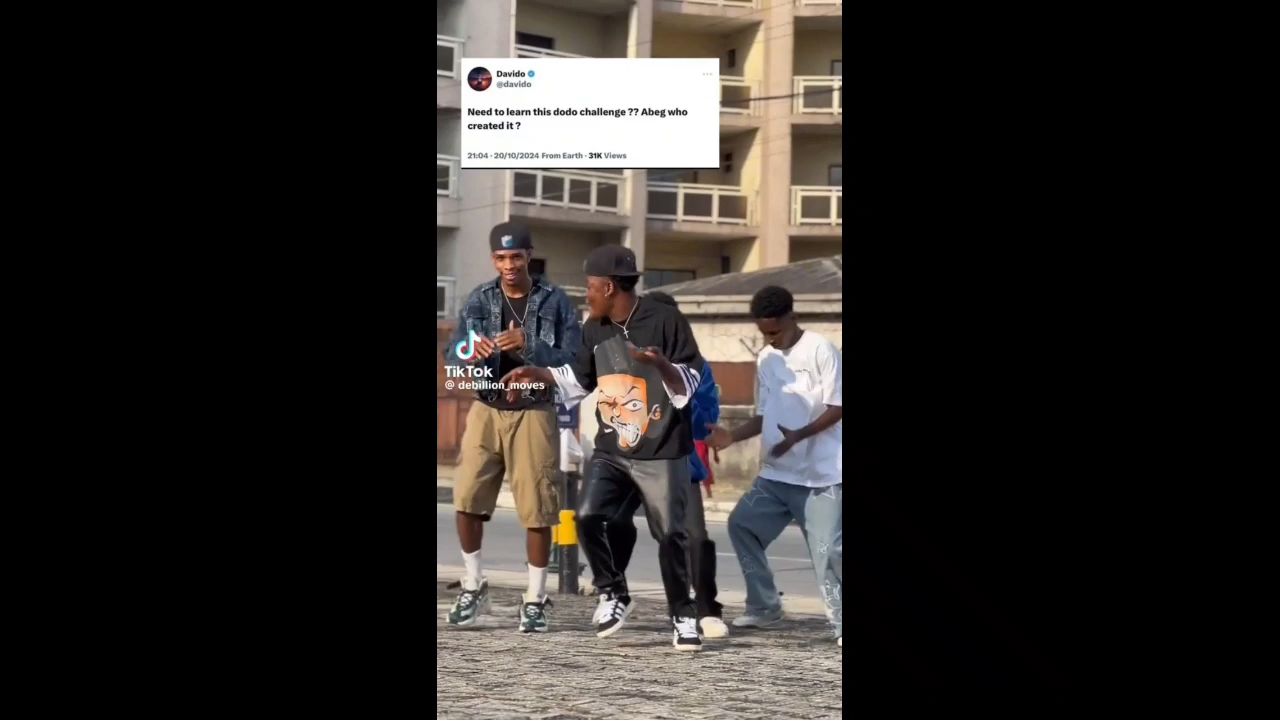 Davido
@davido
Need to learn this dodo challenge ?? Abeg who
created it ?
21:04 · 20/10/2024 From Earth · 31K Views
TikTok
@ debillion_moves